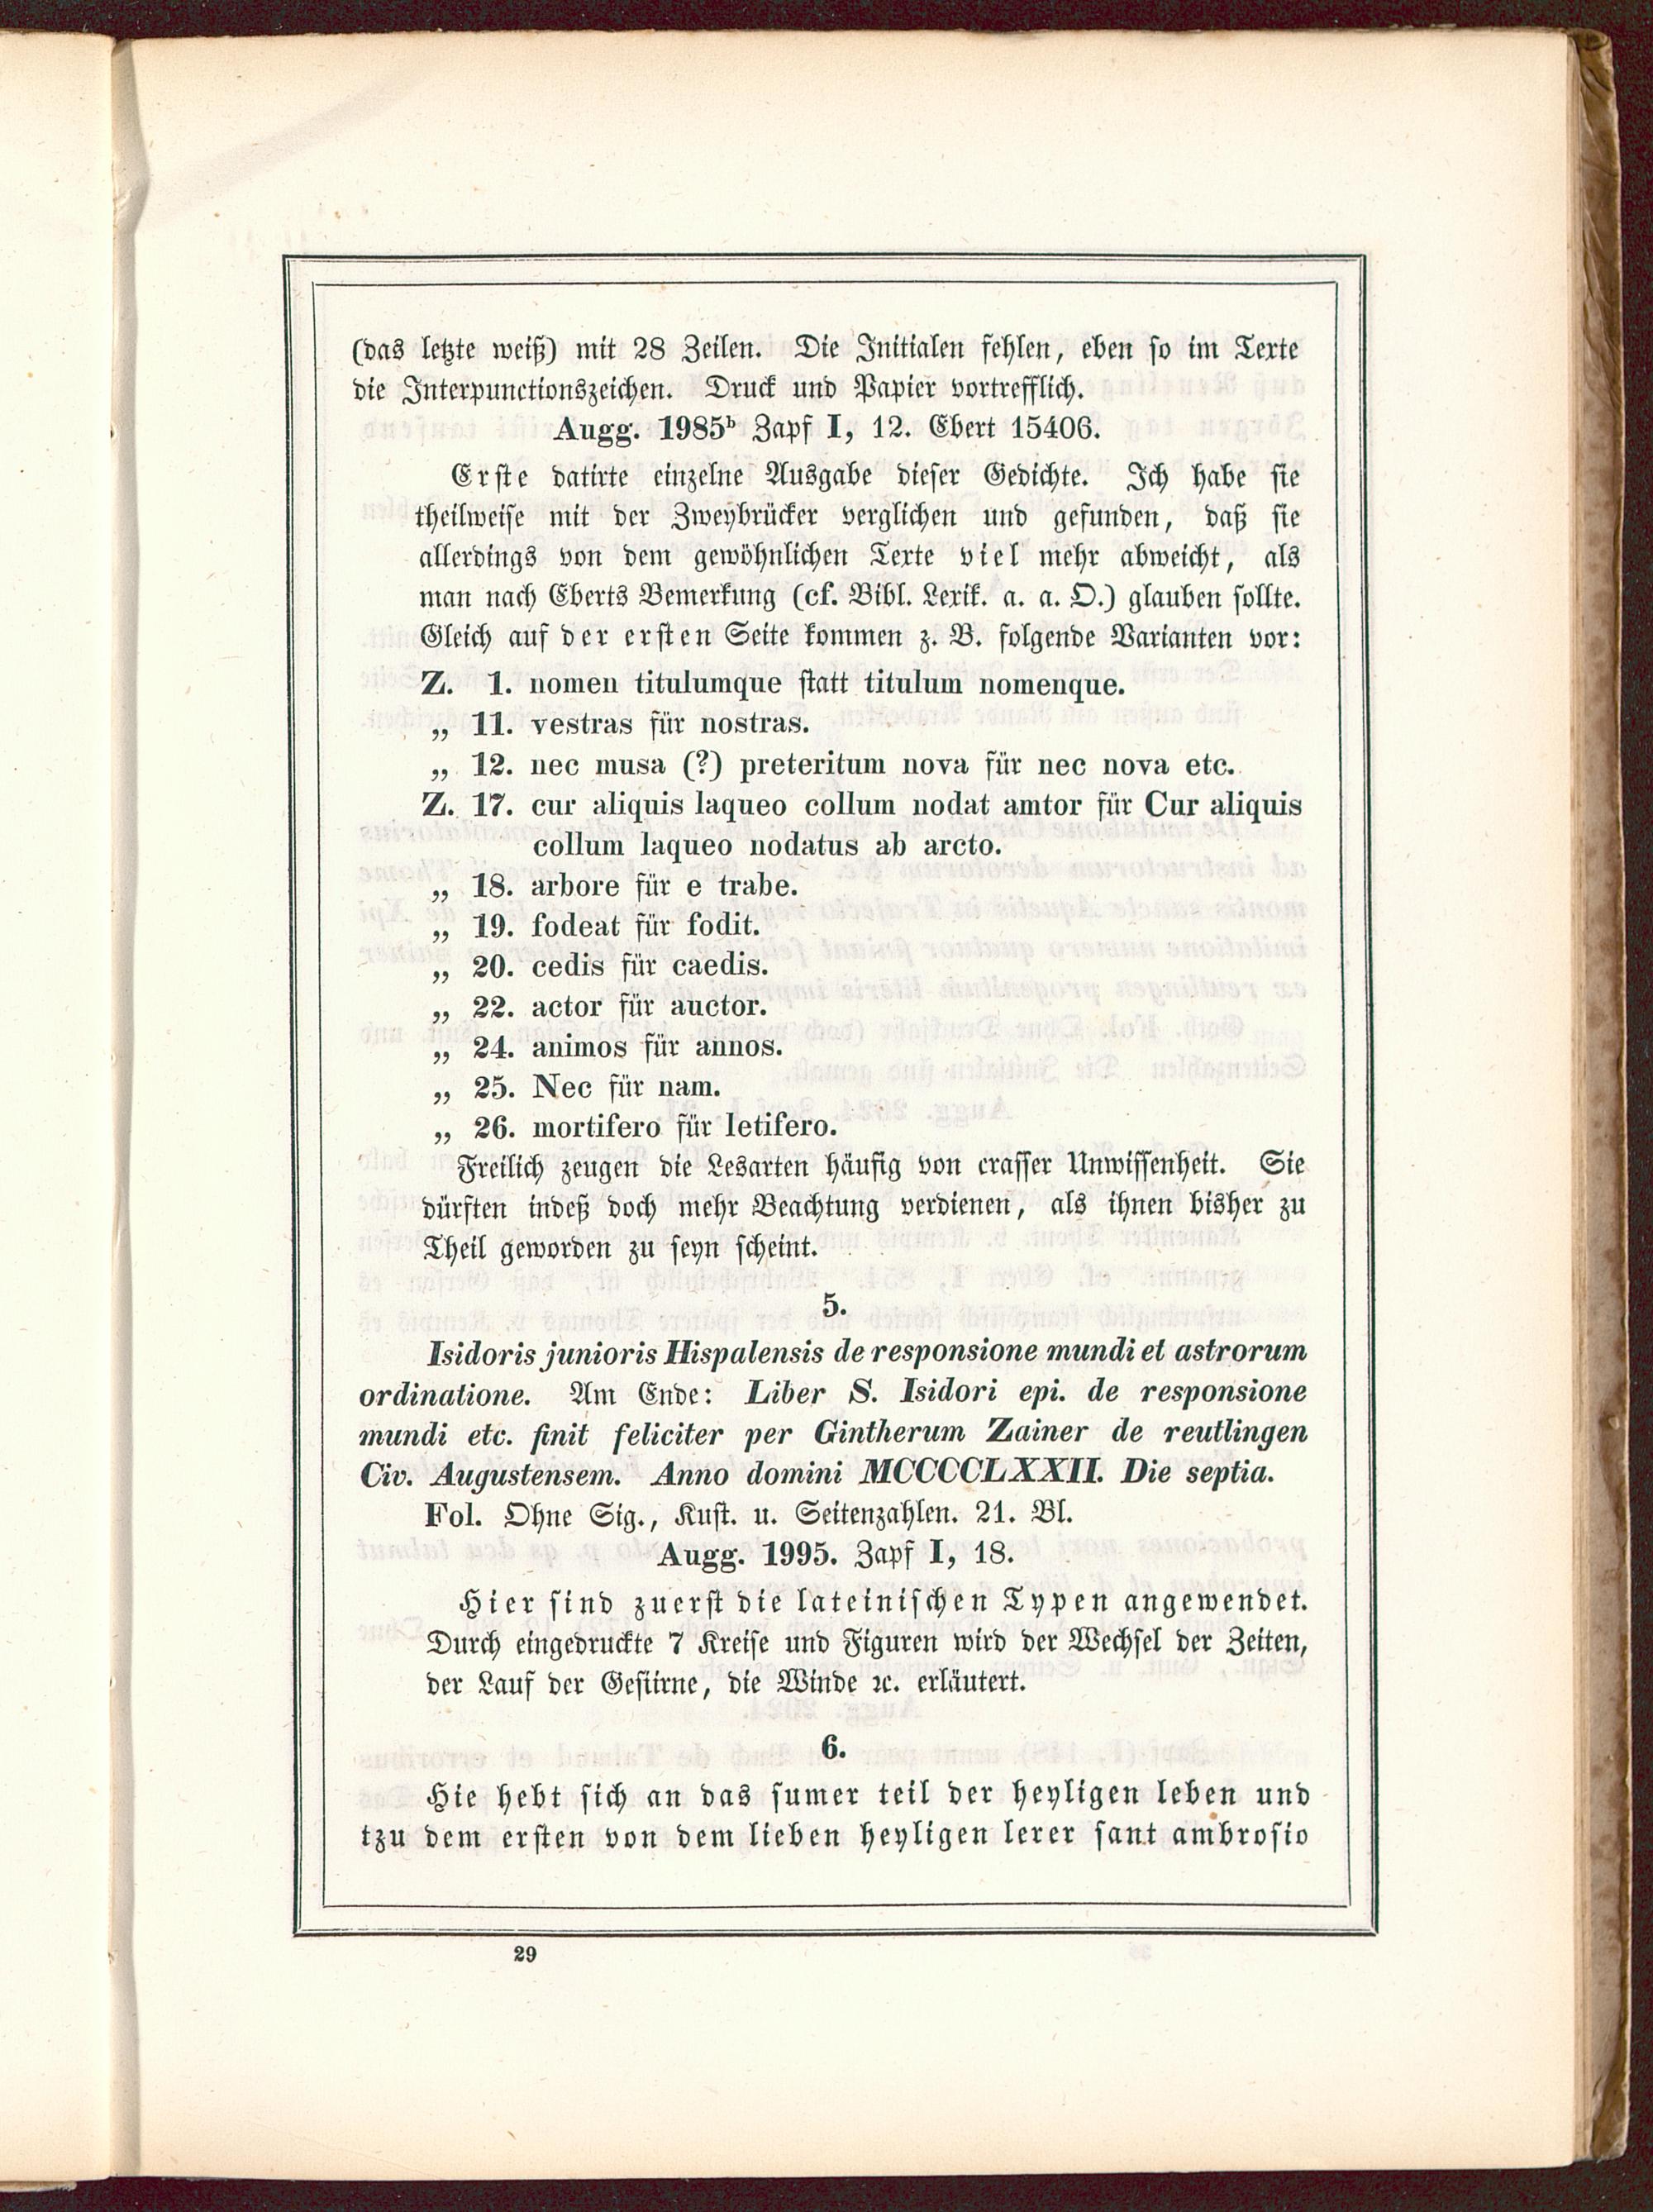 (das letzte weiß) mit 28 Zeilen. Die Initialen fehlen, eben so im Texte
die Interpunctionszeichen. Druck und Papier vortrefflich.
Augg. 1985ᵇ Zapf I, 12. Ebert 15406.
Erste datirte einzelne Ausgabe dieser Gedichte. Ich habe sie
theilweise mit der Zweybrücker verglichen und gefunden, daß sie
allerdings von dem gewöhnlichen Texte viel mehr abweicht, als
man nach Eberts Bemerkung (cf. Bibl. Lexik. a. a. O.) glauben sollte.
Gleich auf der ersten Seite kommen z. B. folgende Varianten vor:
Z. 1. nomen titulumque statt titulum nomenque.
„ 11. vestras für nostras.
„ 12. nec musa (?) preteritum nova für nec nova etc.
Z. 17. cur aliquis laqueo collum nodat amtor für Cur aliquis
collum laqueo nodatus ab arcto.
„ 18. arbore für e trabe.
„ 19. fodeat für fodit.
„ 20. cedis für caedis.
„ 22. actor für auctor.
„ 24. animos für annos.
„ 25. Nec für nam.
„ 26. mortifero für letifero.
Freilich zeugen die Lesarten häufig von crasser Unwissenheit. Sie
dürften indeß doch mehr Beachtung verdienen, als ihnen bisher zu
Theil geworden zu seyn scheint.
5.
Isidoris junioris Hispalensis de responsione mundi et astrorum
ordinatione. Am Ende: Liber S. Isidori epi. de responsione
mundi etc. finit feliciter per Gintherum Zainer de reutlingen
Civ. Augustensem. Anno domini MCCCCLXXII. Die septia.
Fol. Ohne Sig., Kust. u. Seitenzahlen. 21. Bl.
Augg. 1995. Zapf I, 18.
Hier sind zuerst die lateinischen Typen angewendet.
Durch eingedruckte 7 Kreise und Figuren wird der Wechsel der Zeiten,
der Lauf der Gestirne, die Winde ꝛc. erläutert.
6.
Hie hebt sich an das sumer teil der heyligen leben und
tzu dem ersten von dem lieben heyligen lerer sant ambrosio
29